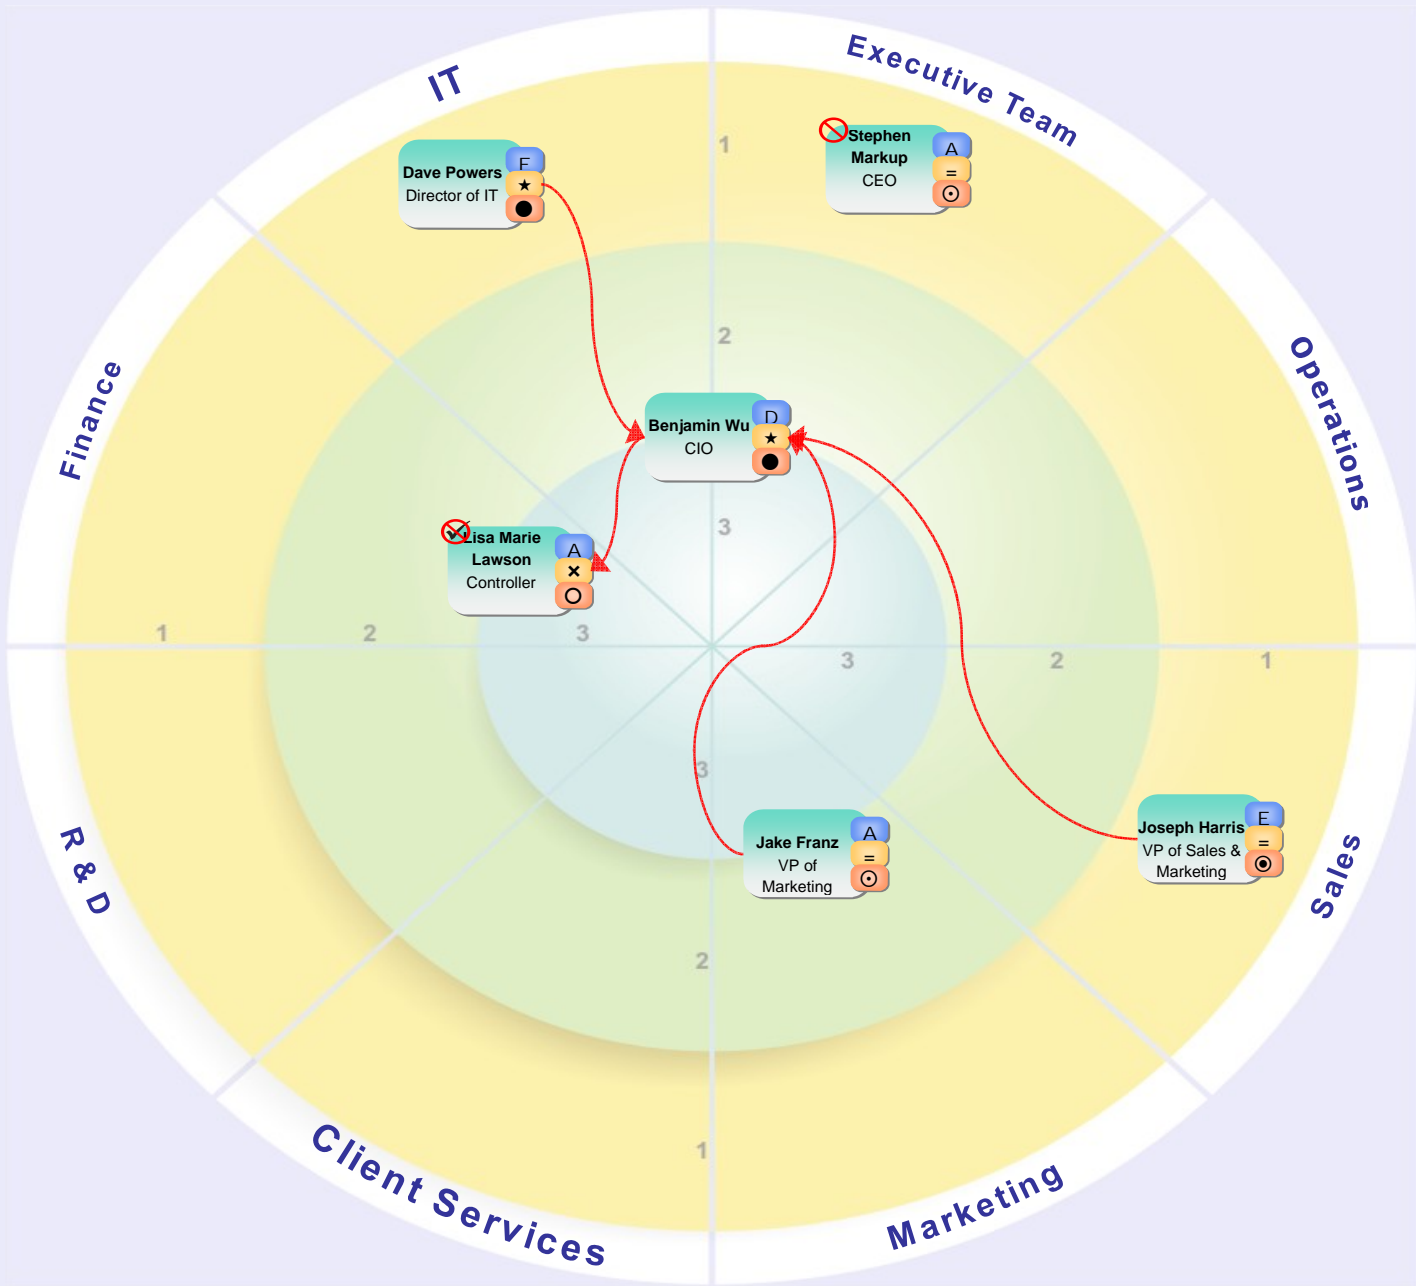 IT
Executive Team
Operations
Sales
Marketing
Client Services
R & D
Finance
1
2
3
Stephen
Markup
CEO
A
=
Dave Powers
Director of IT
E
★
Benjamin Wu
CIO
D
★
Lisa Marie
Lawson
Controller
A
×
1
2
3
3
2
1
3
2
1
Jake Franz
VP of
Marketing
A
=
Joseph Harris
VP of Sales &
Marketing
E
=